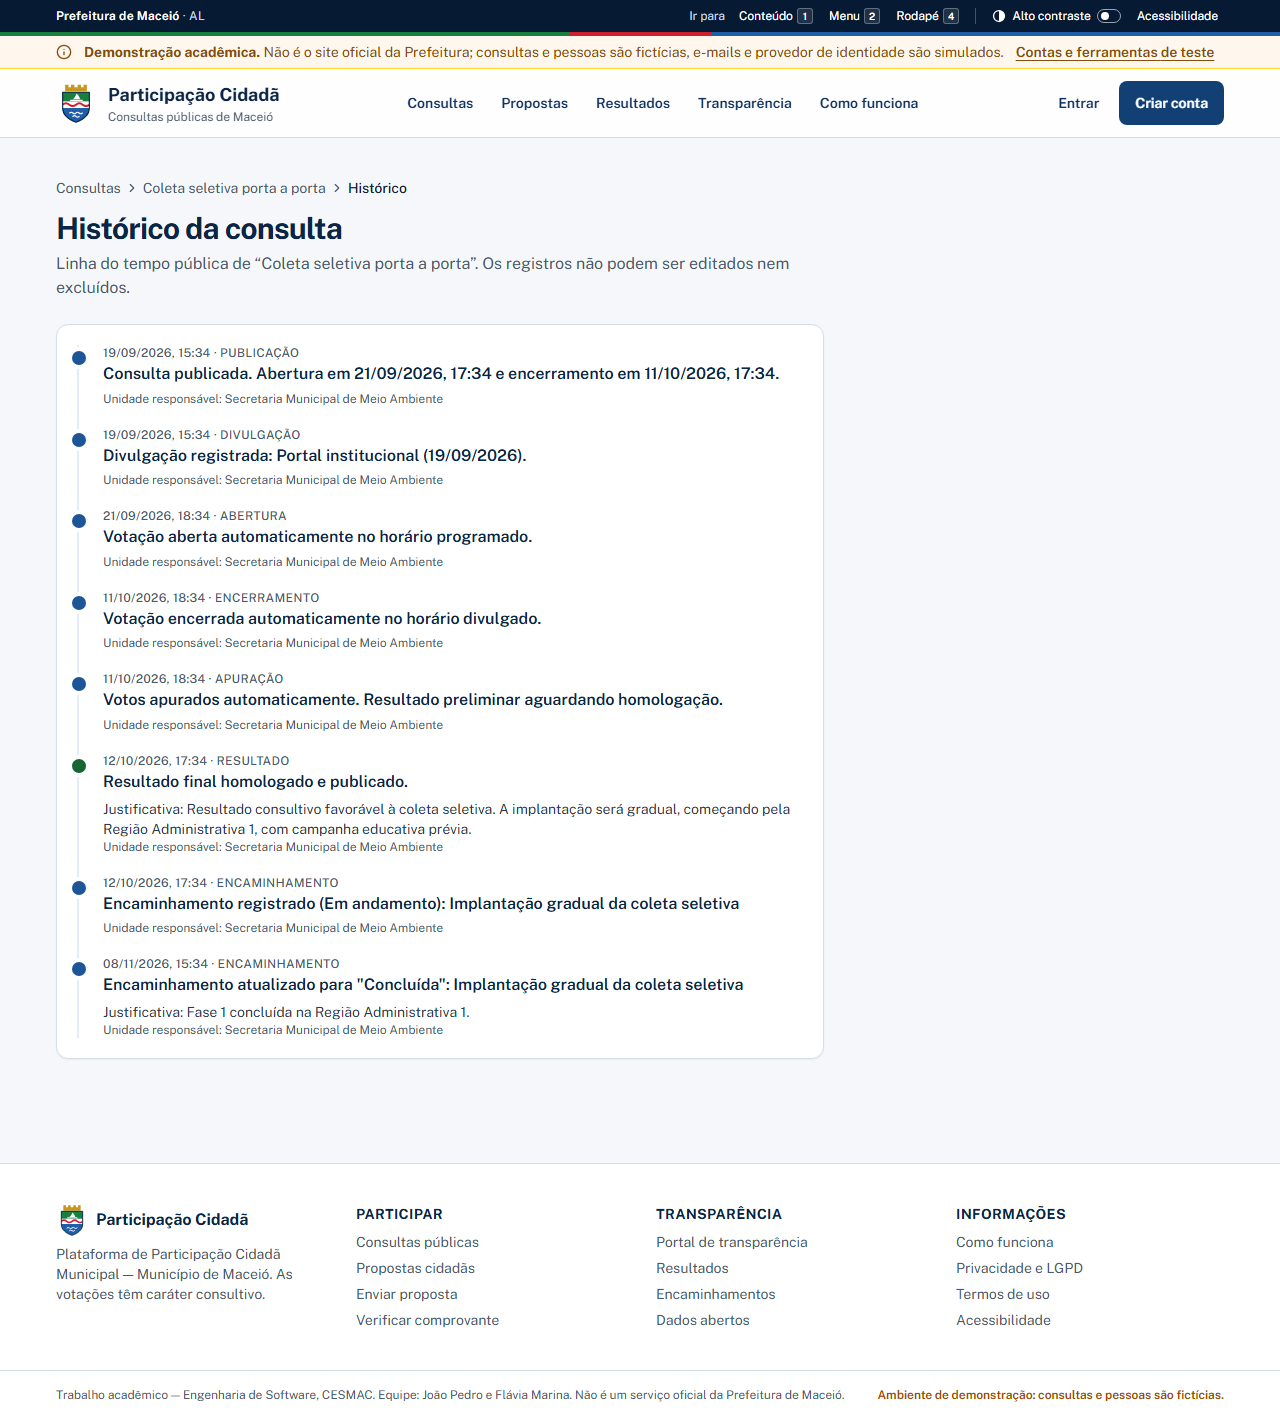 Prefeitura de Maceió · AL
Ir para Conteúdo 1 Menu 2 Rodapé 4 Alto contraste Acessibilidade
Demonstração acadêmica. Não é o site oficial da Prefeitura; consultas e pessoas são fictícias, e-mails e provedor de identidade são simulados. Contas e ferramentas de teste
Participação Cidadã
Consultas públicas de Maceió
Consultas Propostas Resultados Transparência Como funciona
Entrar Criar conta
Consultas > Coleta seletiva porta a porta > Histórico
Histórico da consulta
Linha do tempo pública de “Coleta seletiva porta a porta”. Os registros não podem ser editados nem
excluídos.
19/09/2026, 15:34 · PUBLICAÇÃO
Consulta publicada. Abertura em 21/09/2026, 17:34 e encerramento em 11/10/2026, 17:34.
Unidade responsável: Secretaria Municipal de Meio Ambiente
19/09/2026, 15:34 · DIVULGAÇÃO
Divulgação registrada: Portal institucional (19/09/2026).
Unidade responsável: Secretaria Municipal de Meio Ambiente
21/09/2026, 18:34 · ABERTURA
Votação aberta automaticamente no horário programado.
Unidade responsável: Secretaria Municipal de Meio Ambiente
11/10/2026, 18:34 · ENCERRAMENTO
Votação encerrada automaticamente no horário divulgado.
Unidade responsável: Secretaria Municipal de Meio Ambiente
11/10/2026, 18:34 · APURAÇÃO
Votos apurados automaticamente. Resultado preliminar aguardando homologação.
Unidade responsável: Secretaria Municipal de Meio Ambiente
12/10/2026, 17:34 · RESULTADO
Resultado final homologado e publicado.
Justificativa: Resultado consultivo favorável à coleta seletiva. A implantação será gradual, começando pela
Região Administrativa 1, com campanha educativa prévia.
Unidade responsável: Secretaria Municipal de Meio Ambiente
12/10/2026, 17:34 · ENCAMINHAMENTO
Encaminhamento registrado (Em andamento): Implantação gradual da coleta seletiva
Unidade responsável: Secretaria Municipal de Meio Ambiente
08/11/2026, 15:34 · ENCAMINHAMENTO
Encaminhamento atualizado para "Concluída": Implantação gradual da coleta seletiva
Justificativa: Fase 1 concluída na Região Administrativa 1.
Unidade responsável: Secretaria Municipal de Meio Ambiente
Participação Cidadã
Plataforma de Participação Cidadã
Municipal — Município de Maceió. As
votações têm caráter consultivo.
PARTICIPAR
Consultas públicas
Propostas cidadãs
Enviar proposta
Verificar comprovante
TRANSPARÊNCIA
Portal de transparência
Resultados
Encaminhamentos
Dados abertos
INFORMAÇÕES
Como funciona
Privacidade e LGPD
Termos de uso
Acessibilidade
Trabalho acadêmico — Engenharia de Software, CESMAC. Equipe: João Pedro e Flávia Marina. Não é um serviço oficial da Prefeitura de Maceió.
Ambiente de demonstração: consultas e pessoas são fictícias.